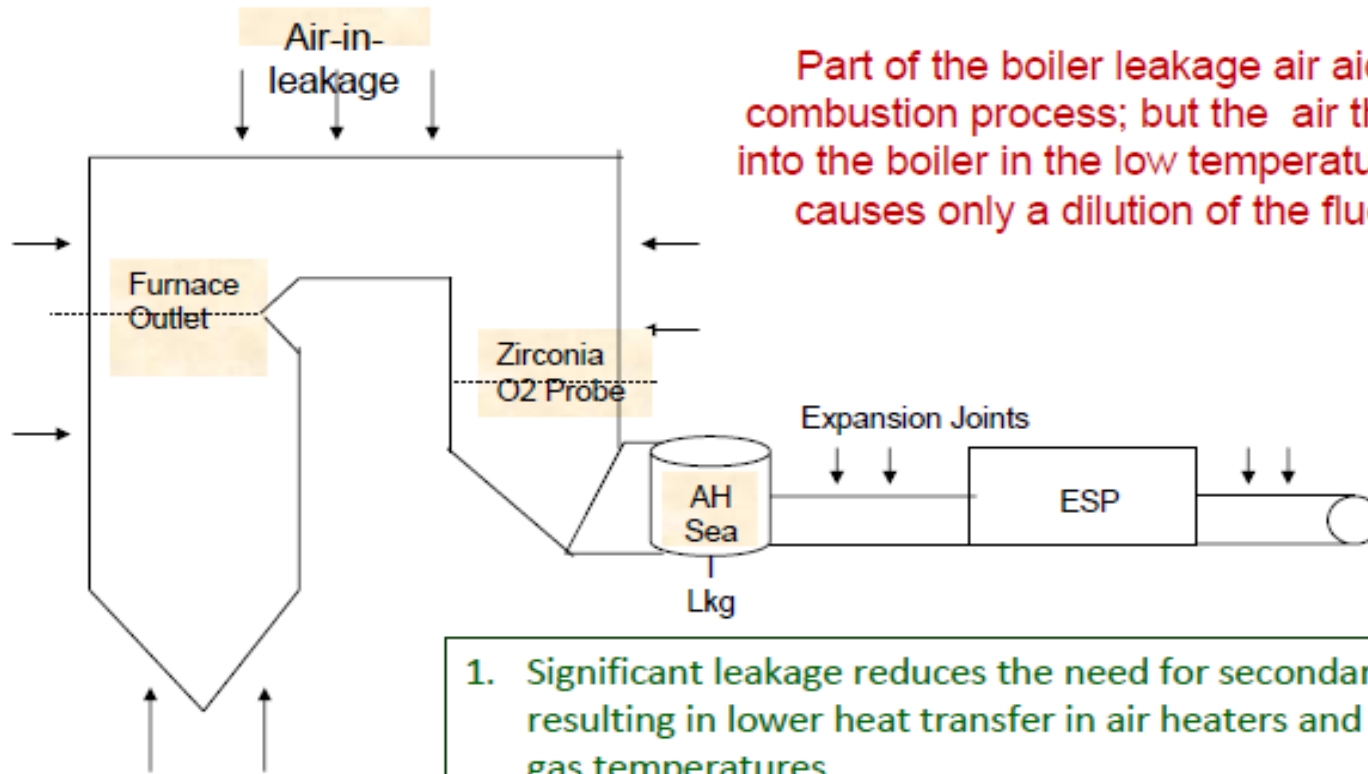 Air-in-
leakage
Part of the boiler leakage air
combustion process; but the air
into the boiler in the low
causes only a dilution of the
Furnace
Outlet
Zirconia
O2 Probe
Expansion Joints
AH
Sea
ESP
Lkg
1. Significant leakage reduces the need for
resulting in lower heat transfer in air heaters and
gas temperatures